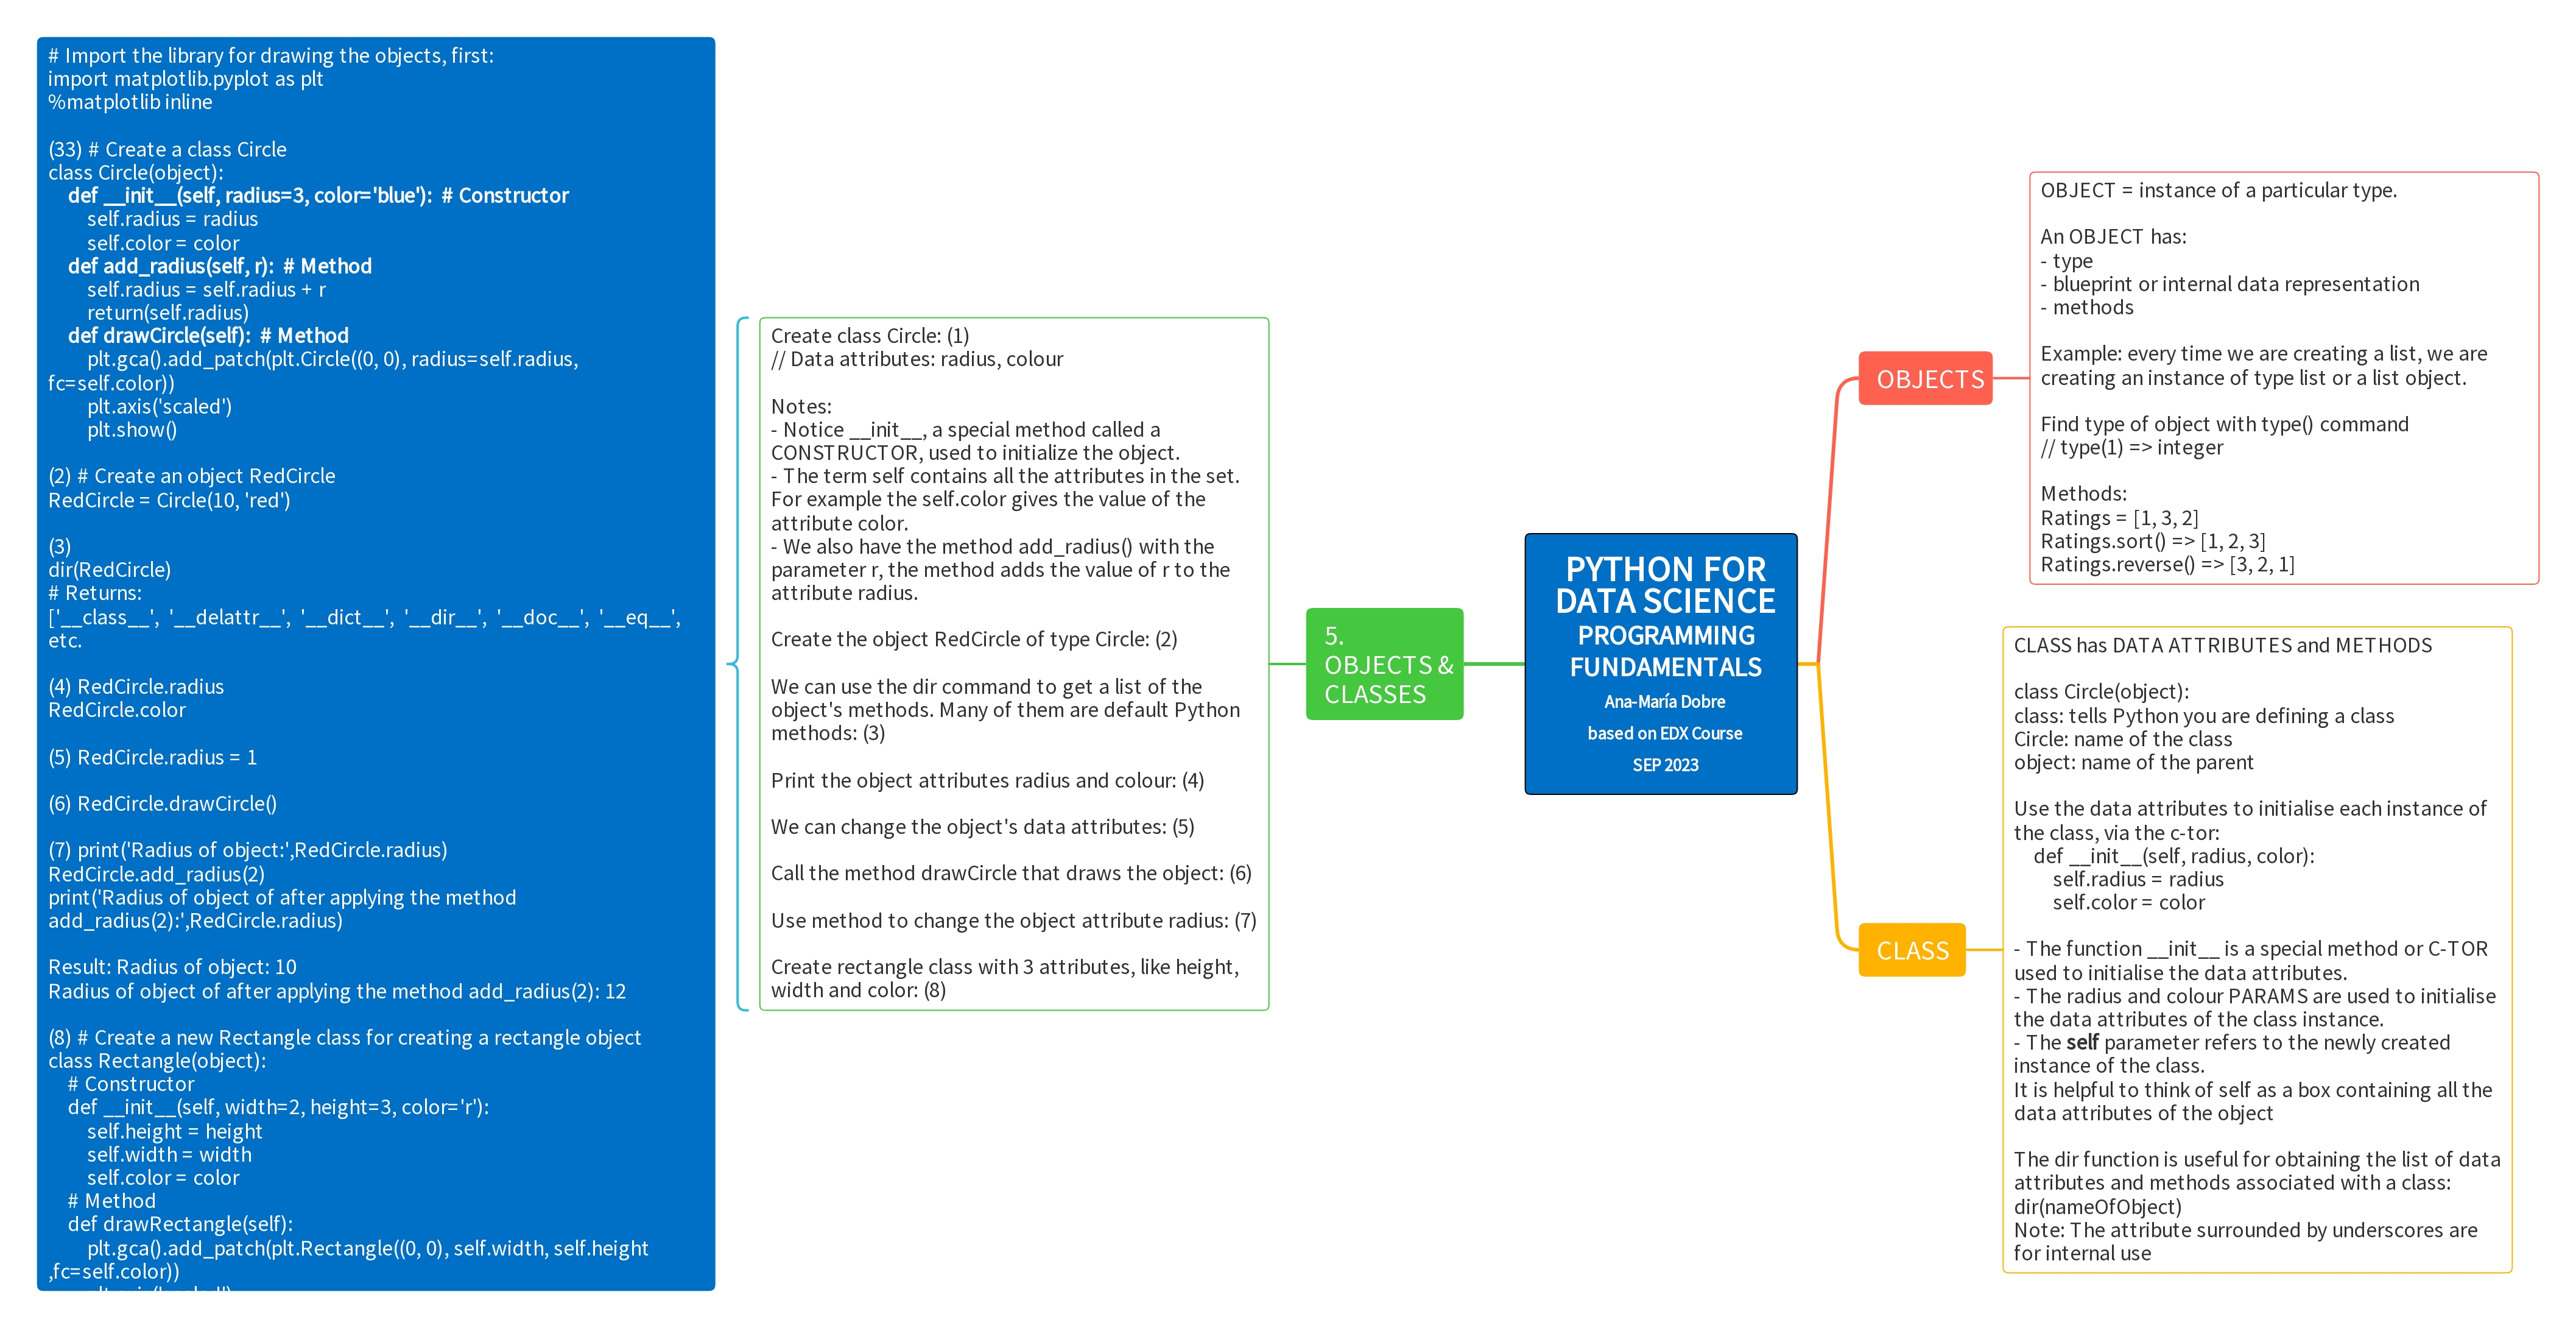 # Import the library for drawing the objects, first:
import matplotlib.pyplot as plt
%matplotlib inline
(33) # Create a class Circle
class Circle(object):
def __init__(self, radius=3, color='blue'):  # Constructor
self.radius = radius
self.color = color
def add_radius(self, r):  # Method
self.radius = self.radius + r
return(self.radius)
def drawCircle(self):  # Method
plt.gca().add_patch(plt.Circle((0, 0), radius=self.radius,
fc=self.color))
plt.axis('scaled')
plt.show()
(2) # Create an object RedCircle
RedCircle = Circle(10, 'red')
(3)
dir(RedCircle)
# Returns:
['__class__', '__delattr__', '__dict__', '__dir__', '__doc__', '__eq__',
etc.
(4) RedCircle.radius
RedCircle.color
(5) RedCircle.radius = 1
(6) RedCircle.drawCircle()
(7) print('Radius of object:',RedCircle.radius)
RedCircle.add_radius(2)
print('Radius of object of after applying the method
add_radius(2):',RedCircle.radius)
Result: Radius of object: 10
Radius of object of after applying the method add_radius(2): 12
(8) # Create a new Rectangle class for creating a rectangle object
class Rectangle(object):
# Constructor
def __init__(self, width=2, height=3, color='r'):
self.height = height
self.width = width
self.color = color
# Method
def drawRectangle(self):
plt.gca().add_patch(plt.Rectangle((0, 0), self.width, self.height
,fc=self.color))
Create class Circle: (1)
// Data attributes: radius, colour
Notes:
- Notice __init__, a special method called a
CONSTRUCTOR, used to initialize the object.
- The term self contains all the attributes in the set.
For example the self.color gives the value of the
attribute color.
- We also have the method add_radius() with the
parameter r, the method adds the value of r to the
attribute radius.
Create the object RedCircle of type Circle: (2)
We can use the dir command to get a list of the
object's methods. Many of them are default Python
methods: (3)
Print the object attributes radius and colour: (4)
We can change the object's data attributes: (5)
Call the method drawCircle that draws the object: (6)
Use method to change the object attribute radius: (7)
Create rectangle class with 3 attributes, like height,
width and color: (8)
5.
OBJECTS &
CLASSES
PYTHON FOR
DATA SCIENCE
PROGRAMMING
FUNDAMENTALS
Ana-María Dobre
based on EDX Course
SEP 2023
OBJECTS
OBJECT = instance of a particular type.
An OBJECT has:
- type
- blueprint or internal data representation
- methods
Example: every time we are creating a list, we are
creating an instance of type list or a list object.
Find type of object with type() command
// type(1) => integer
Methods:
Ratings = [1, 3, 2]
Ratings.sort() => [1, 2, 3]
Ratings.reverse() => [3, 2, 1]
CLASS
CLASS has DATA ATTRIBUTES and METHODS
class Circle(object):
class: tells Python you are defining a class
Circle: name of the class
object: name of the parent
Use the data attributes to initialise each instance of
the class, via the c-tor:
def __init__(self, radius, color):
self.radius = radius
self.color = color
- The function __init__ is a special method or C-TOR
used to initialise the data attributes.
- The radius and colour PARAMS are used to initialise
the data attributes of the class instance.
- The self parameter refers to the newly created
instance of the class.
It is helpful to think of self as a box containing all the
data attributes of the object
The dir function is useful for obtaining the list of data
attributes and methods associated with a class:
dir(nameOfObject)
Note: The attribute surrounded by underscores are
for internal use